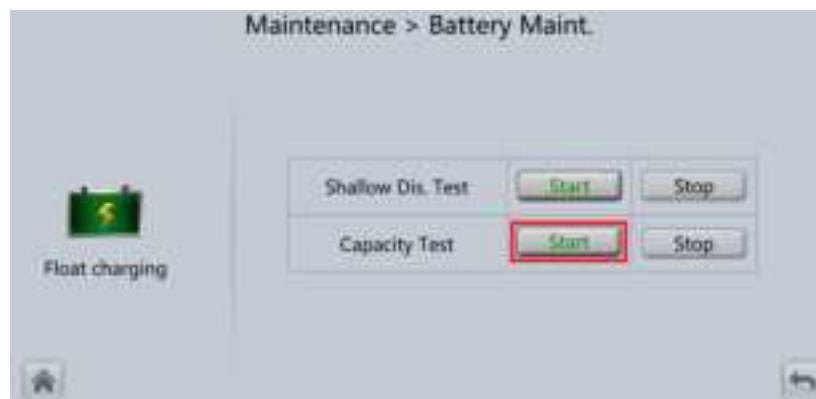 Maintenance > Battery Maint.
Shallow Dis. Test Start Stop
Capacity Test Start Stop
Float charging